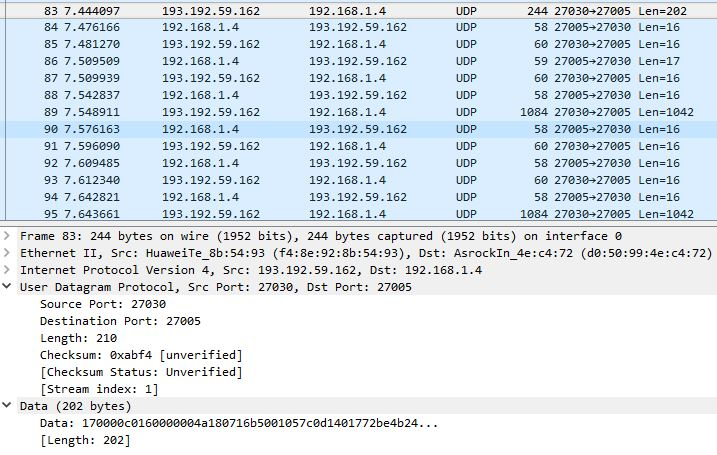 83 7.444097 193.192.59.162 192.168.1.4 UDP 244 27030→27005 Len=202
84 7.476166 192.168.1.4 193.192.59.162 UDP 58 27005→27030 Len=16
85 7.481270 193.192.59.162 192.168.1.4 UDP 60 27030→27005 Len=16
86 7.509509 192.168.1.4 193.192.59.162 UDP 59 27005→27030 Len=17
87 7.509939 193.192.59.162 192.168.1.4 UDP 60 27030→27005 Len=16
88 7.542837 192.168.1.4 193.192.59.162 UDP 58 27005→27030 Len=16
89 7.548911 193.192.59.162 192.168.1.4 UDP 1084 27030→27005 Len=1042
90 7.576163 192.168.1.4 193.192.59.162 UDP 58 27005→27030 Len=16
91 7.596090 193.192.59.162 192.168.1.4 UDP 60 27030→27005 Len=16
92 7.609485 192.168.1.4 193.192.59.162 UDP 58 27005→27030 Len=16
93 7.612340 193.192.59.162 192.168.1.4 UDP 60 27030→27005 Len=16
94 7.642821 192.168.1.4 193.192.59.162 UDP 58 27005→27030 Len=16
95 7.643661 193.192.59.162 192.168.1.4 UDP 1084 27030→27005 Len=1042
Frame 83: 244 bytes on wire (1952 bits), 244 bytes captured (1952 bits) on interface 0
Ethernet II, Src: HuaweiTe_8b:54:93 (f4:8e:92:8b:54:93), Dst: AsrockIn_4e:c4:72 (d0:50:99:4e:c4:72)
Internet Protocol Version 4, Src: 193.192.59.162, Dst: 192.168.1.4
User Datagram Protocol, Src Port: 27030, Dst Port: 27005
Source Port: 27030
Destination Port: 27005
Length: 210
Checksum: 0xabf4 [unverified]
[Checksum Status: Unverified]
[Stream index: 1]
Data (202 bytes)
Data: 170000c0160000004a180716b5001057c0d1401772be4b24...
[Length: 202]